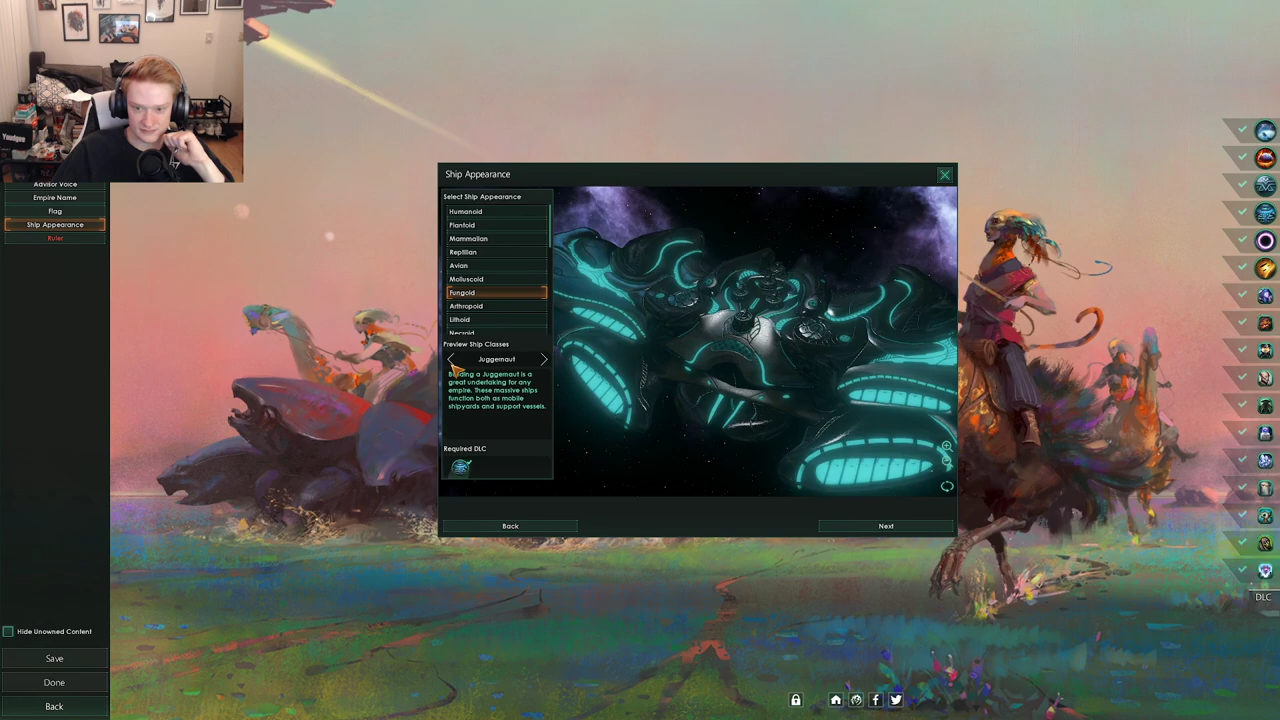 Advisor Voice
Empire Name
Flag
Ship Appearance
Ruler
Ship Appearance
Select Ship Appearance
Humanoid
Plantoid
Mammalian
Reptilian
Avian
Molluscoid
Fungoid
Arthropoid
Lithoid
Necroid
Preview Ship Classes
Juggernaut
Building a Juggernaut is a
great undertaking for any
empire. These massive ships
function both as mobile
shipyards and support vessels.
Required DLC
Back
Next
DLC
Hide Unowned Content
Save
Done
Back